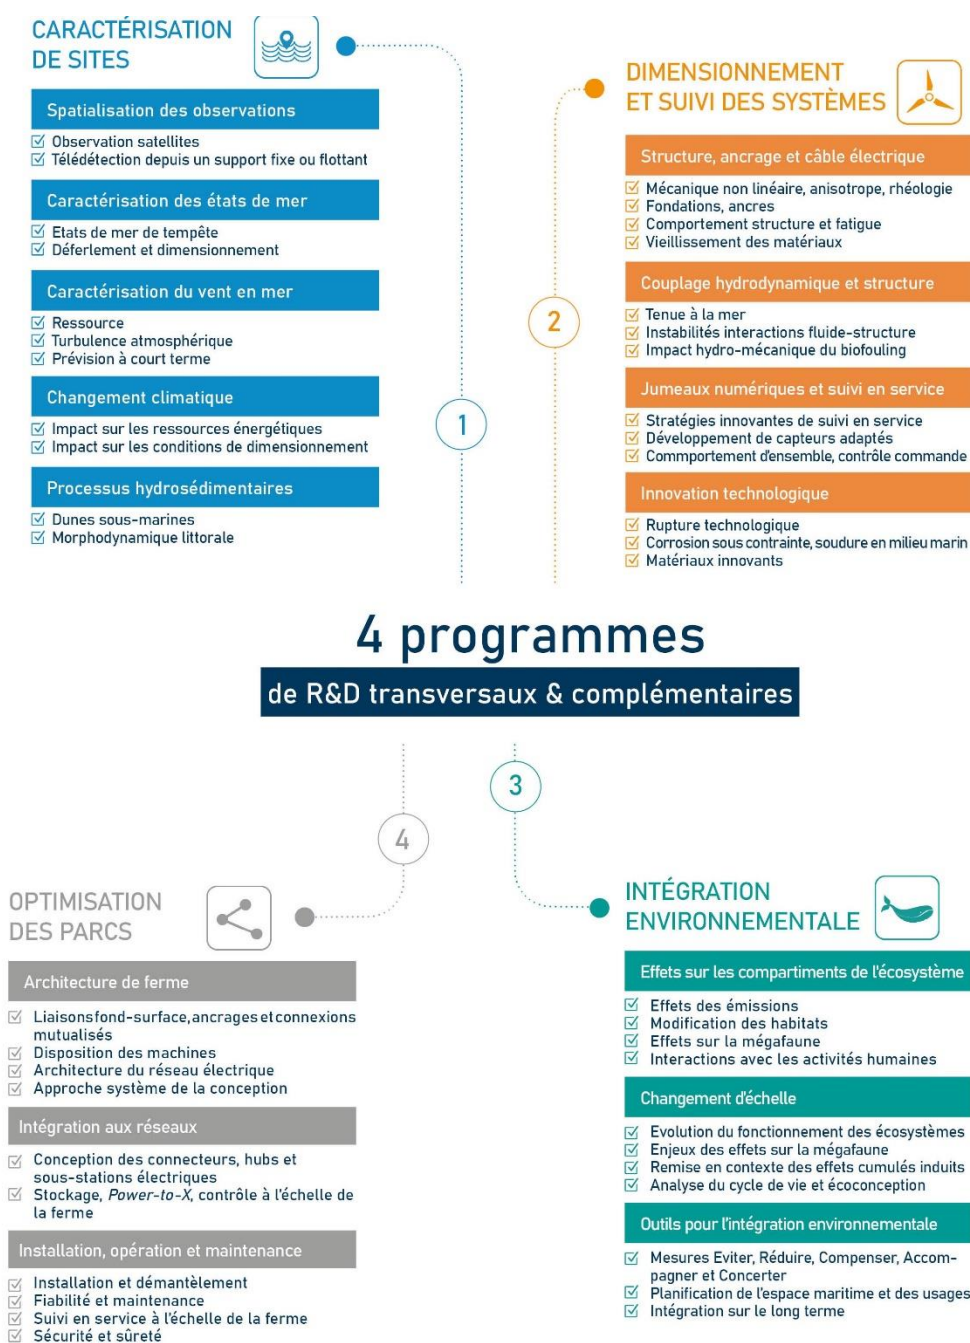 CARACTÉRISATION
DE SITES
Spatialisation des observations
Observation satellites
Télédétection depuis un support fixe ou flottant
Caractérisation des états de mer
Etats de mer de tempête
Déferlement et dimensionnement
Caractérisation du vent en mer
Ressource
Turbulence atmosphérique
Prévision à court terme
Changement climatique
Impact sur les ressources énergétiques
Impact sur les conditions de dimensionnement
Processus hydrosédimentaires
Dunes sous-marines
Morphodynamique littorale
1
DIMENSIONNEMENT
ET SUIVI DES SYSTÈMES
Structure, ancrage et câble électrique
Mécanique non linéaire, anisotrope, rhéologie
Fondations, ancres
Comportement structure et fatigue
Vieillissement des matériaux
Couplage hydrodynamique et structure
Tenue à la mer
Instabilités interactions fluide-structure
Impact hydro-mécanique du biofouling
Jumeaux numériques et suivi en service
Stratégies innovantes de suivi en service
Développement de capteurs adaptés
Commportement d'ensemble, contrôle commande
Innovation technologique
Rupture technologique
Corrosion sous contrainte, soudure en milieu marin
Matériaux innovants
2
4 programmes
de R&D transversaux & complémentaires
3
4
OPTIMISATION
DES PARCS
Architecture de ferme
Liaisons fond-surface, ancrages et connexions
mutualisés
Disposition des machines
Architecture du réseau électrique
Approche système de la conception
Intégration aux réseaux
Conception des connecteurs, hubs et
sous-stations électriques
Stockage, Power-to-X, contrôle à l'échelle de
la ferme
Installation, opération et maintenance
Installation et démantèlement
Fiabilité et maintenance
Suivi en service à l'échelle de la ferme
Sécurité et sûreté
INTÉGRATION
ENVIRONNEMENTALE
Effets sur les compartiments de l'écosystème
Effets des émissions
Modification des habitats
Effets sur la mégafaune
Interactions avec les activités humaines
Changement d'échelle
Evolution du fonctionnement des écosystèmes
Enjeux des effets sur la mégafaune
Remise en contexte des effets cumulés induits
Analyse du cycle de vie et écoconception
Outils pour l'intégration environnementale
Mesures Eviter, Réduire, Compenser, Accom-
pagner et Concerter
Planification de l'espace maritime et des usages
Intégration sur le long terme